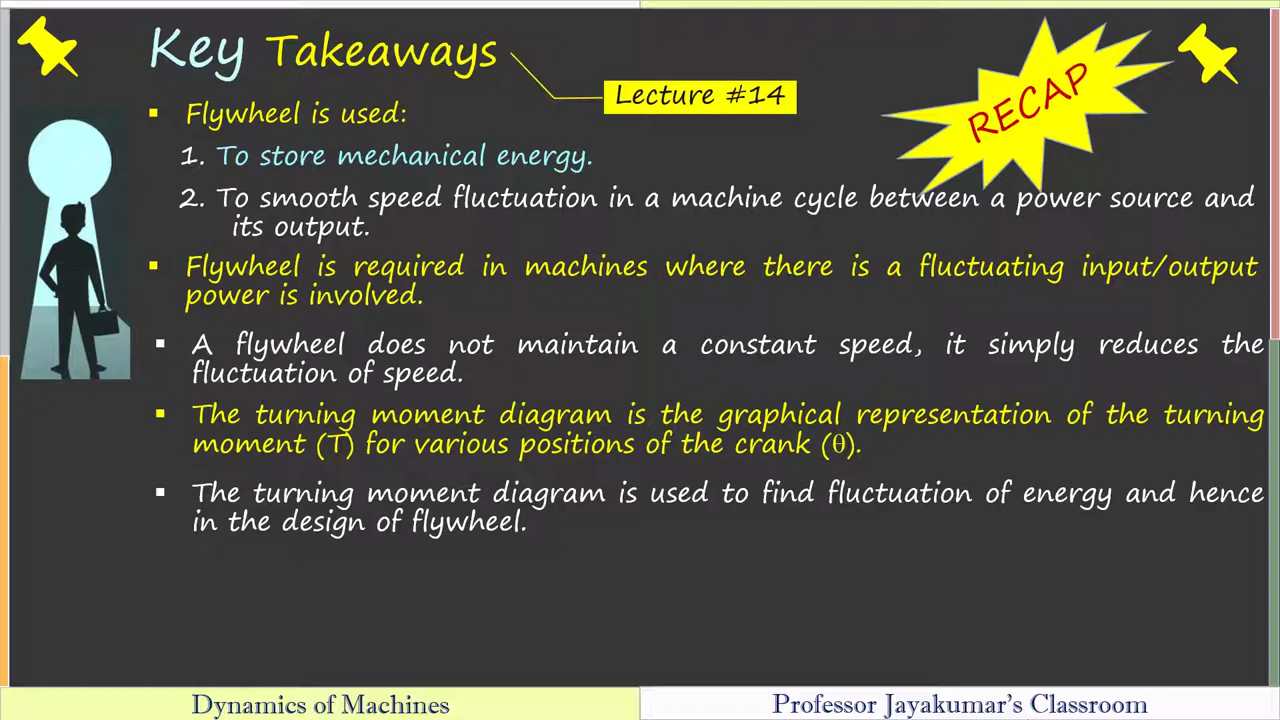 Key Takeaways
Lecture #14
RECAP
▪ Flywheel is used:
1. To store mechanical energy.
2. To smooth speed fluctuation in a machine cycle between a power source and
its output.
▪ Flywheel is required in machines where there is a fluctuating input/output
power is involved.
▪ A flywheel does not maintain a constant speed, it simply reduces the
fluctuation of speed.
▪ The turning moment diagram is the graphical representation of the turning
moment (T) for various positions of the crank (θ).
▪ The turning moment diagram is used to find fluctuation of energy and hence
in the design of flywheel.
Dynamics of Machines
Professor Jayakumar's Classroom